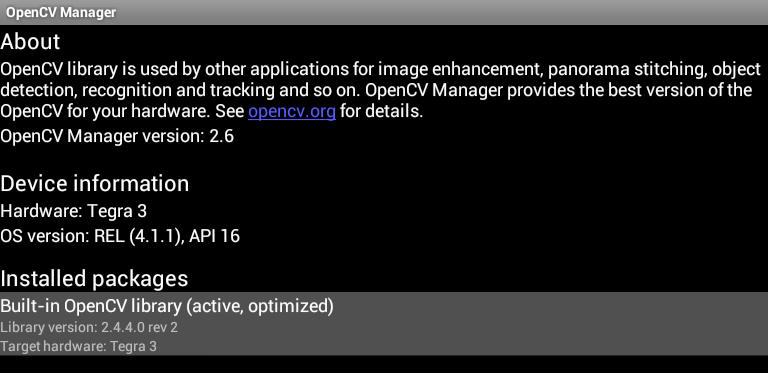 OpenCV Manager
About
OpenCV library is used by other applications for image enhancement, panorama stitching, object
detection, recognition and tracking and so on. OpenCV Manager provides the best version of the
OpenCV for your hardware. See opencv.org for details.
OpenCV Manager version: 2.6
Device information
Hardware: Tegra 3
OS version: REL (4.1.1), API 16
Installed packages
Built-in OpenCV library (active, optimized)
Library version: 2.4.4.0 rev 2
Target hardware: Tegra 3